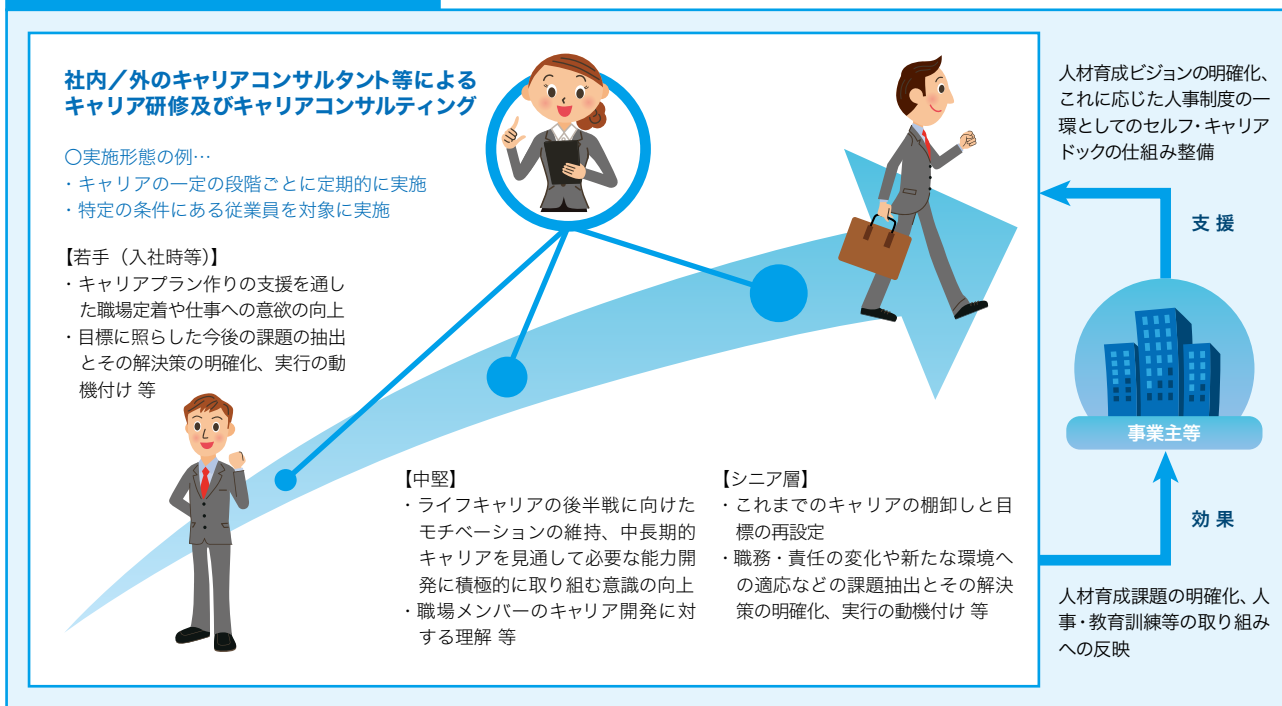 社内／外のキャリアコンサルタント等による
キャリア研修及びキャリアコンサルティング
〇実施形態の例…
・キャリアの一定の段階ごとに定期的に実施
・特定の条件にある従業員を対象に実施
【若手（入社時等）】
・キャリアプラン作りの支援を通し
た職場定着や仕事への意欲の向上
・目標に照らした今後の課題の抽出
とその解決策の明確化、実行の動
機付け 等
【中堅】
・ライフキャリアの後半戦に向けた
モチベーションの維持、中長期的
キャリアを見通して必要な能力開
発に積極的に取り組む意識の向上
・職場メンバーのキャリア開発に対
する理解 等
【シニア層】
・これまでのキャリアの棚卸しと目
標の再設定
・職務・責任の変化や新たな環境へ
の適応などの課題抽出とその解決
策の明確化、実行の動機付け 等
人材育成ビジョンの明確化、
これに応じた人事制度の一
環としてのセルフ・キャリア
ドックの仕組み整備
支 援
事業主等
効 果
人材育成課題の明確化、人
事・教育訓練等の取り組み
への反映